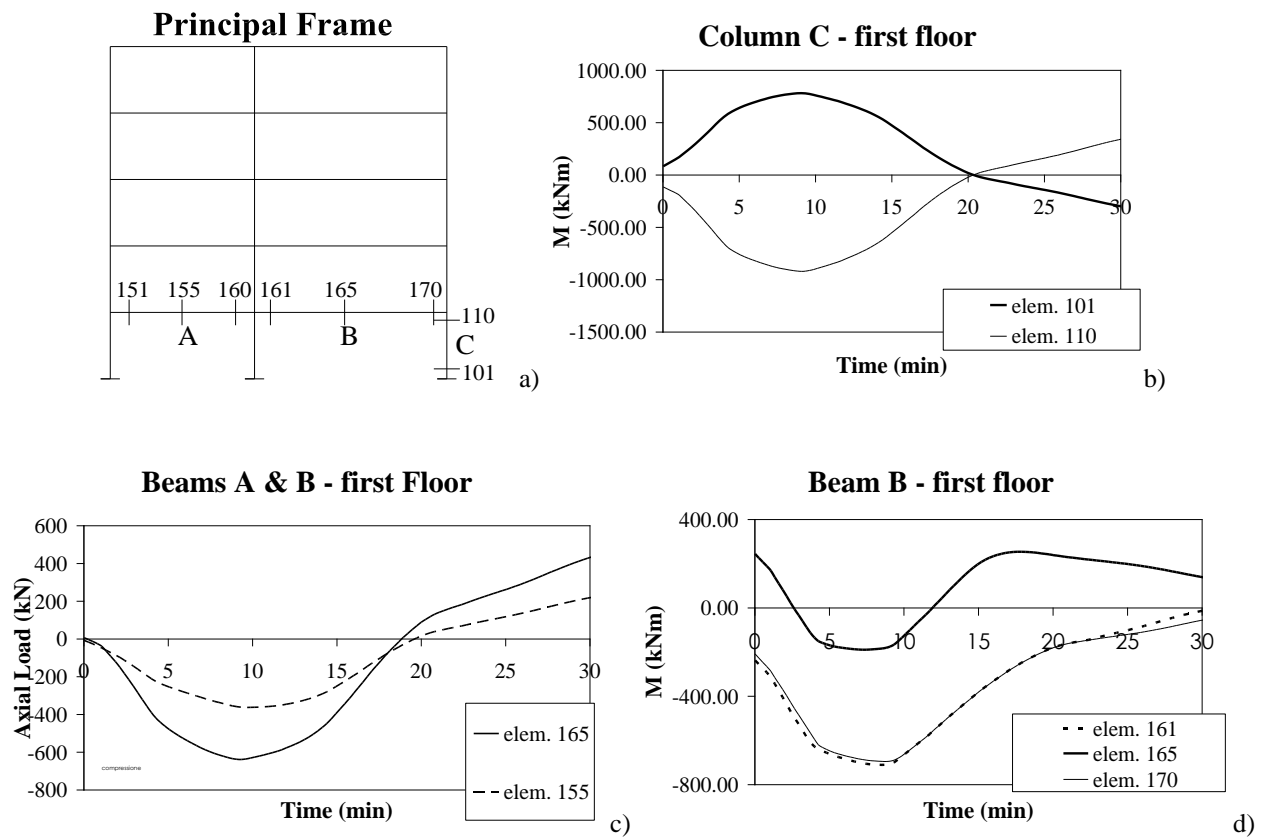 Principal Frame
151 155 160 161 165 170
110
A B C
101
a)
Column C - first floor
1000.00
500.00
0.00
-500.00
-1000.00
-1500.00
0 5 10 15 20 25 30
M (kNm)
Time (min)
elem. 101
elem. 110
b)
Beams A & B - first Floor
600
400
200
0
-200
-400
-600
-800
0 5 10 15 20 25 30
Axial Load (kN)
compressione
Time (min)
elem. 165
elem. 155
c)
Beam B - first floor
400.00
0.00
-400.00
-800.00
0 5 10 15 20 25 30
M (kNm)
Time (min)
elem. 161
elem. 165
elem. 170
d)